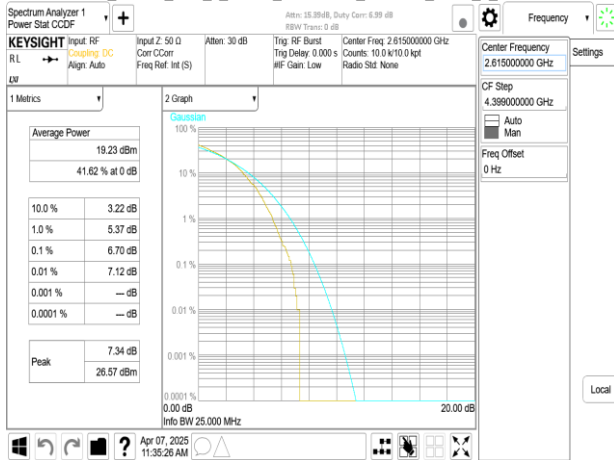 Spectrum Analyzer 1
Power Stat CCDF
Attn: 15.39dB, Duty Corr: 6.99 dB
RBW Trans: 0 dB
Frequency
KEYSIGHT
RL
LXI
Input: RF
Coupling: DC
Align: Auto
Input Z: 50 Ω
Corr CCorr
Freq Ref: Int (S)
Atten: 30 dB
Trig: RF Burst
Trig Delay: 0.000 s
#IF Gain: Low
Center Freq: 2.615000000 GHz
Counts: 10.0 k/10.0 kpt
Radio Std: None
Center Frequency
2.615000000 GHz
Settings
CF Step
4.399000000 GHz
Auto
Man
Freq Offset
0 Hz
1 Metrics
Average Power
19.23 dBm
41.62 % at 0 dB
10.0 % 3.22 dB
1.0 % 5.37 dB
0.1 % 6.70 dB
0.01 % 7.12 dB
0.001 % --- dB
0.0001 % --- dB
Peak
7.34 dB
26.57 dBm
2 Graph
Gaussian
100 %
10 %
1 %
0.1 %
0.01 %
0.001 %
0.0001 %
0.00 dB 20.00 dB
Info BW 25.000 MHz
Local
?
Apr 07, 2025
11:35:26 AM